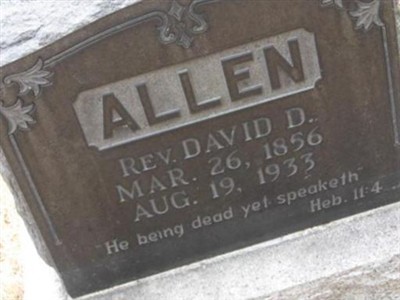 ALLEN
REV. DAVID D.
MAR. 26, 1856
AUG. 19, 1933
"He being dead yet speaketh"
Heb. 11:4